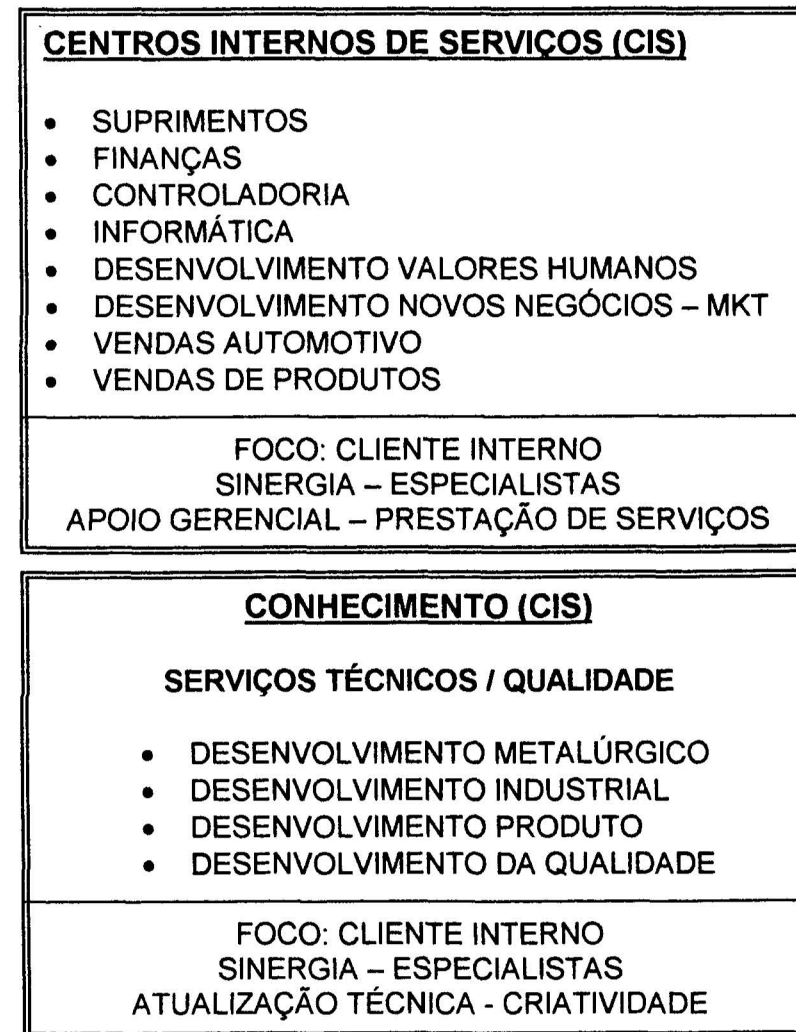 CENTROS INTERNOS DE SERVIÇOS (CIS)
• SUPRIMENTOS
• FINANÇAS
• CONTROLADORIA
• INFORMÁTICA
• DESENVOLVIMENTO VALORES HUMANOS
• DESENVOLVIMENTO NOVOS NEGÓCIOS – MKT
• VENDAS AUTOMOTIVO
• VENDAS DE PRODUTOS
FOCO: CLIENTE INTERNO
SINERGIA – ESPECIALISTAS
APOIO GERENCIAL – PRESTAÇÃO DE SERVIÇOS
CONHECIMENTO (CIS)
SERVIÇOS TÉCNICOS / QUALIDADE
• DESENVOLVIMENTO METALÚRGICO
• DESENVOLVIMENTO INDUSTRIAL
• DESENVOLVIMENTO PRODUTO
• DESENVOLVIMENTO DA QUALIDADE
FOCO: CLIENTE INTERNO
SINERGIA – ESPECIALISTAS
ATUALIZAÇÃO TÉCNICA - CRIATIVIDADE